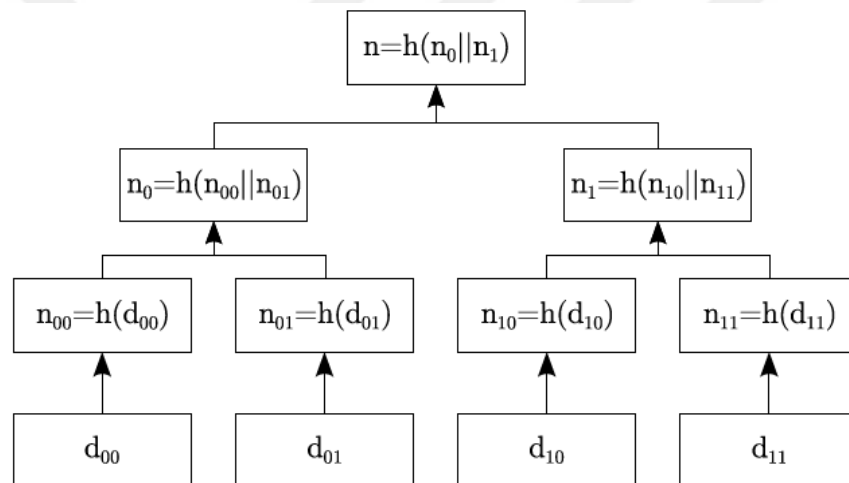 n=h(n₀||n₁)
n₀=h(n₀₀||n₀₁)
n₁=h(n₁₀||n₁₁)
n₀₀=h(d₀₀)
n₀₁=h(d₀₁)
n₁₀=h(d₁₀)
n₁₁=h(d₁₁)
d₀₀
d₀₁
d₁₀
d₁₁